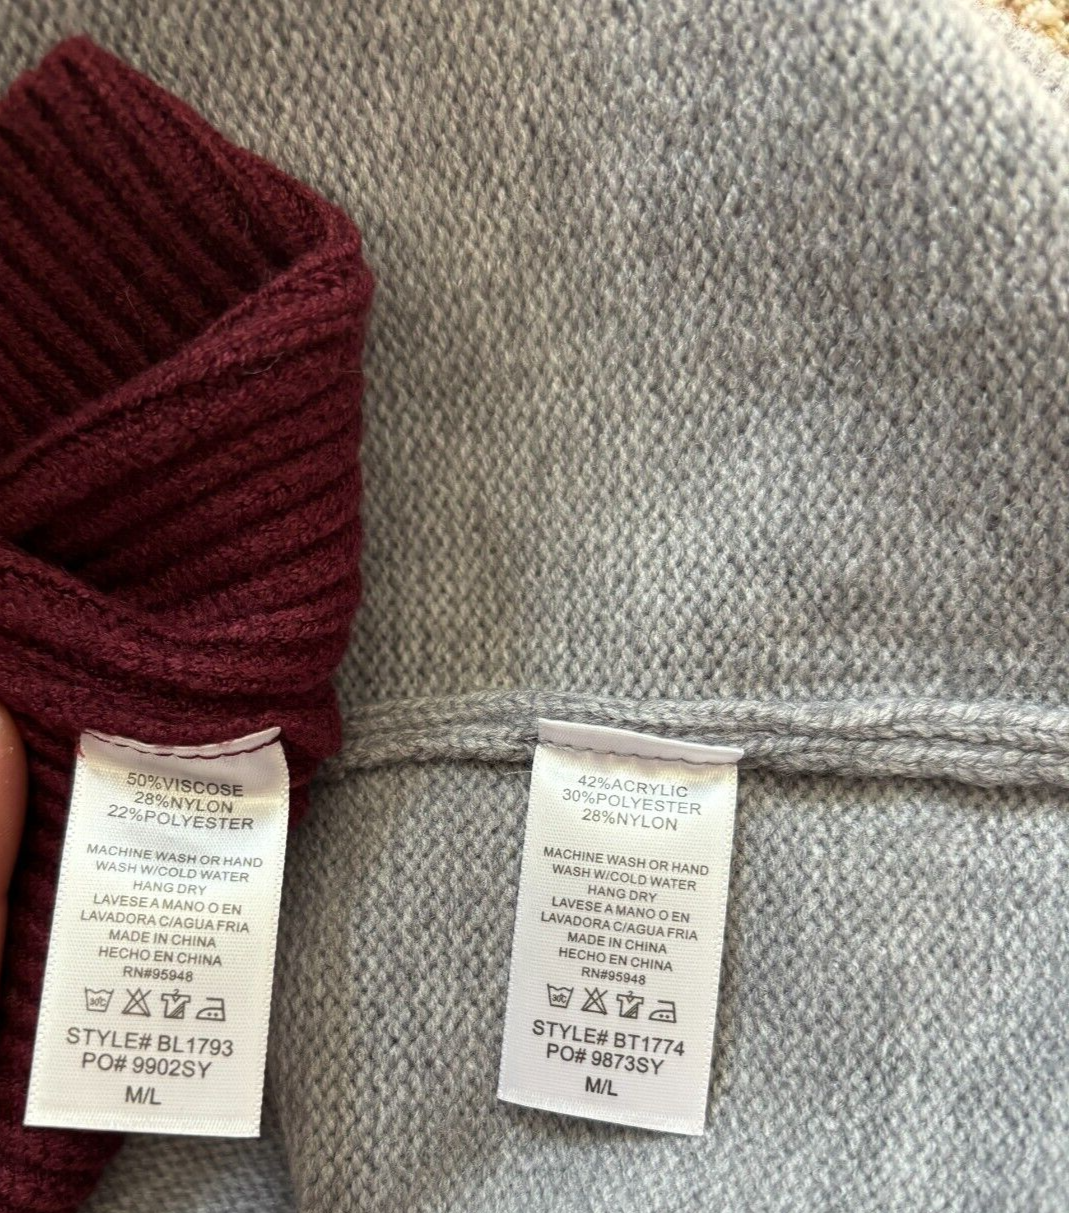 50%VISCOSE
28%NYLON
22%POLYESTER
MACHINE WASH OR HAND
WASH W/COLD WATER
HANG DRY
LAVESE A MANO O EN
LAVADORA C/AGUA FRIA
MADE IN CHINA
HECHO EN CHINA
RN#95948
30C
STYLE# BL1793
PO# 9902SY
M/L
42%ACRYLIC
30%POLYESTER
28%NYLON
MACHINE WASH OR HAND
WASH W/COLD WATER
HANG DRY
LAVESE A MANO O EN
LAVADORA C/AGUA FRIA
MADE IN CHINA
HECHO EN CHINA
RN#95948
30C
STYLE# BT1774
PO# 9873SY
M/L